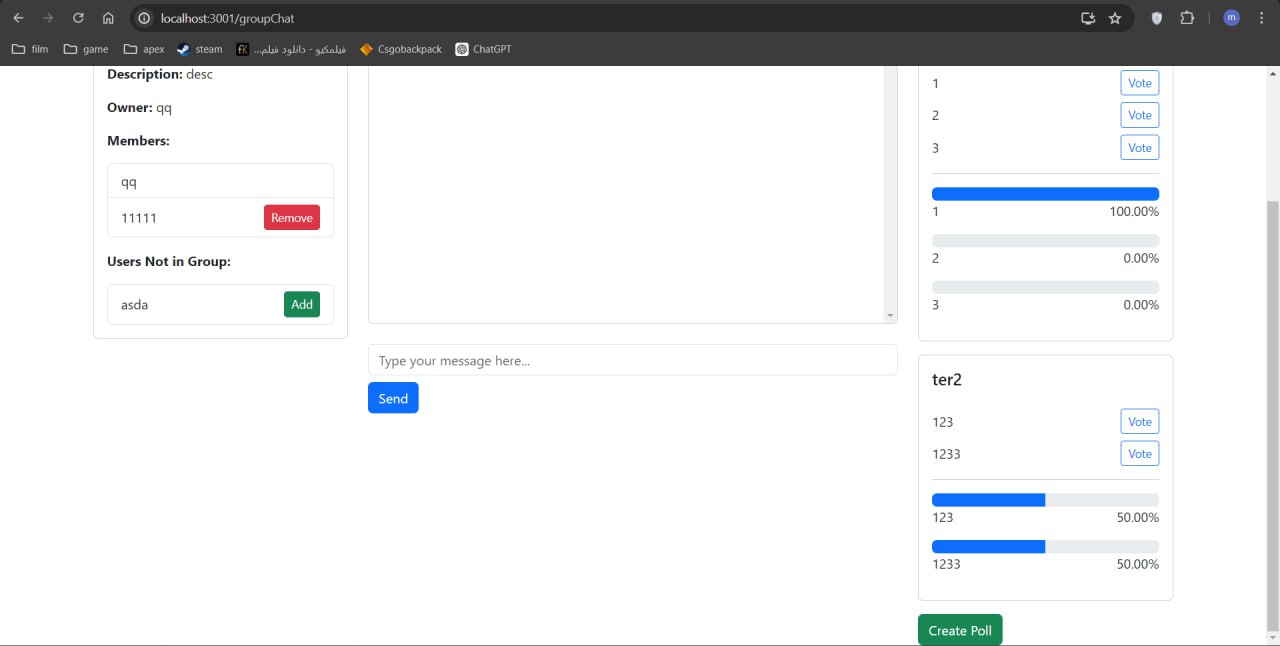 localhost:3001/groupChat
m
film
game
apex
steam
fK
فیلمکیو - دانلود فیلم...
Csgobackpack
ChatGPT
Description: desc
Owner: qq
Members:
qq
11111 Remove
Users Not in Group:
asda Add
Type your message here...
Send
1 Vote
2 Vote
3 Vote
1 100.00%
2 0.00%
3 0.00%
ter2
123 Vote
1233 Vote
123 50.00%
1233 50.00%
Create Poll